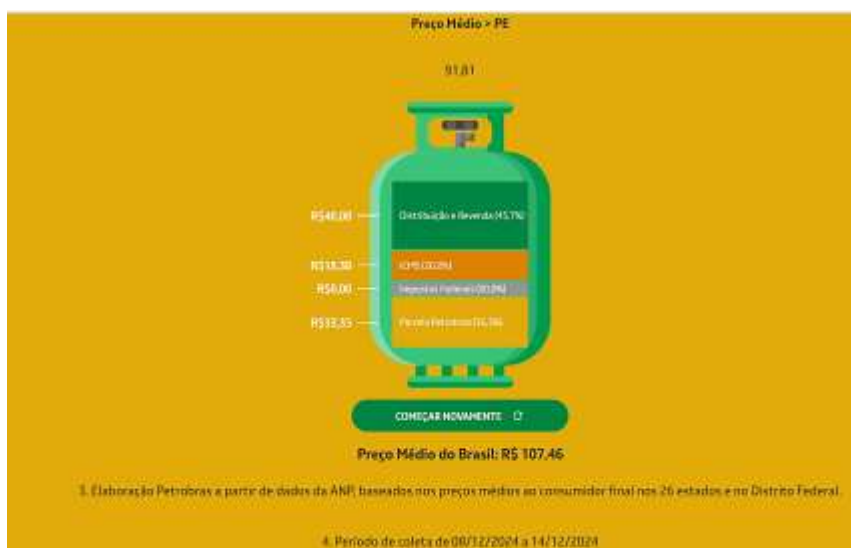 Preço Médio > PE
91,81
Distribuição e Revenda
ICMS
R$0,00
Impostos Federais
Parcela Petrobras
COMEÇAR NOVAMENTE
Preço Médio do Brasil: R$ 107.46
3. Elaboração Petrobras a partir de dados da ANP, baseados nos preços médios ao consumidor final nos 26 estados e no Distrito Federal.
4. Período de coleta de 08/12/2024 a 14/12/2024